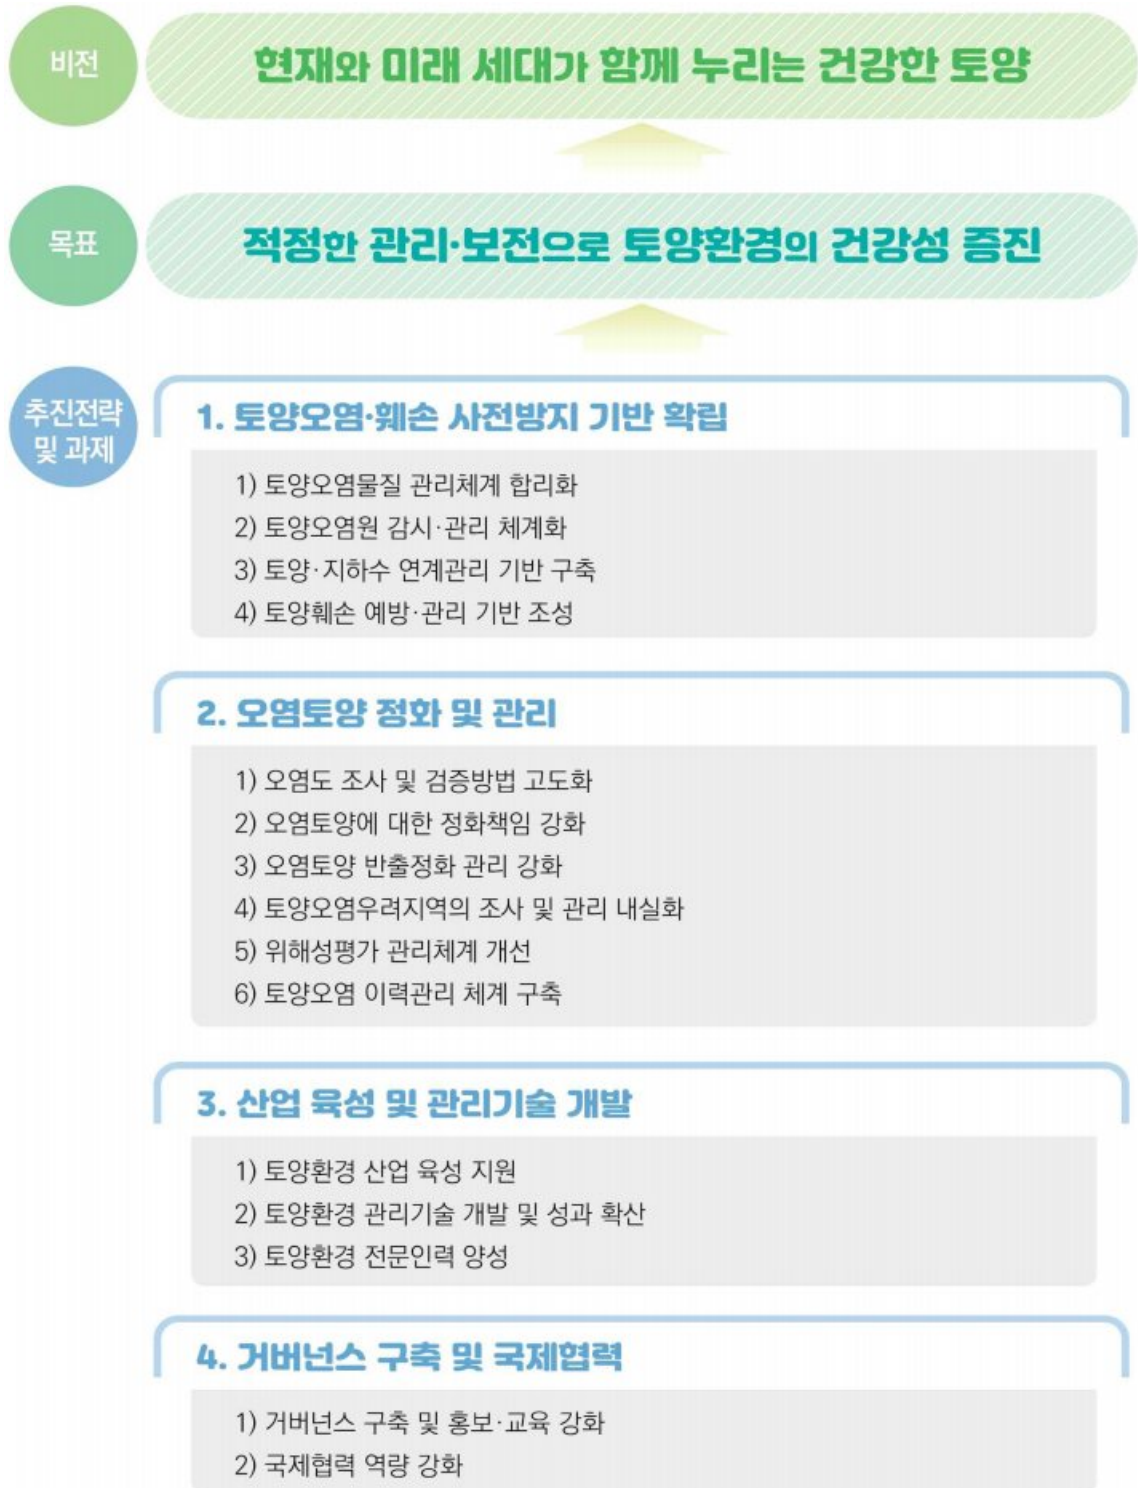 비전
현재와 미래 세대가 함께 누리는 건강한 토양
목표
적정한 관리·보전으로 토양환경의 건강성 증진
추진전략
및 과제
1. 토양오염·훼손 사전방지 기반 확립
1) 토양오염물질 관리체계 합리화
2) 토양오염원 감시·관리 체계화
3) 토양·지하수 연계관리 기반 구축
4) 토양훼손 예방·관리 기반 조성
2. 오염토양 정화 및 관리
1) 오염도 조사 및 검증방법 고도화
2) 오염토양에 대한 정화책임 강화
3) 오염토양 반출정화 관리 강화
4) 토양오염우려지역의 조사 및 관리 내실화
5) 위해성평가 관리체계 개선
6) 토양오염 이력관리 체계 구축
3. 산업 육성 및 관리기술 개발
1) 토양환경 산업 육성 지원
2) 토양환경 관리기술 개발 및 성과 확산
3) 토양환경 전문인력 양성
4. 거버넌스 구축 및 국제협력
1) 거버넌스 구축 및 홍보·교육 강화
2) 국제협력 역량 강화